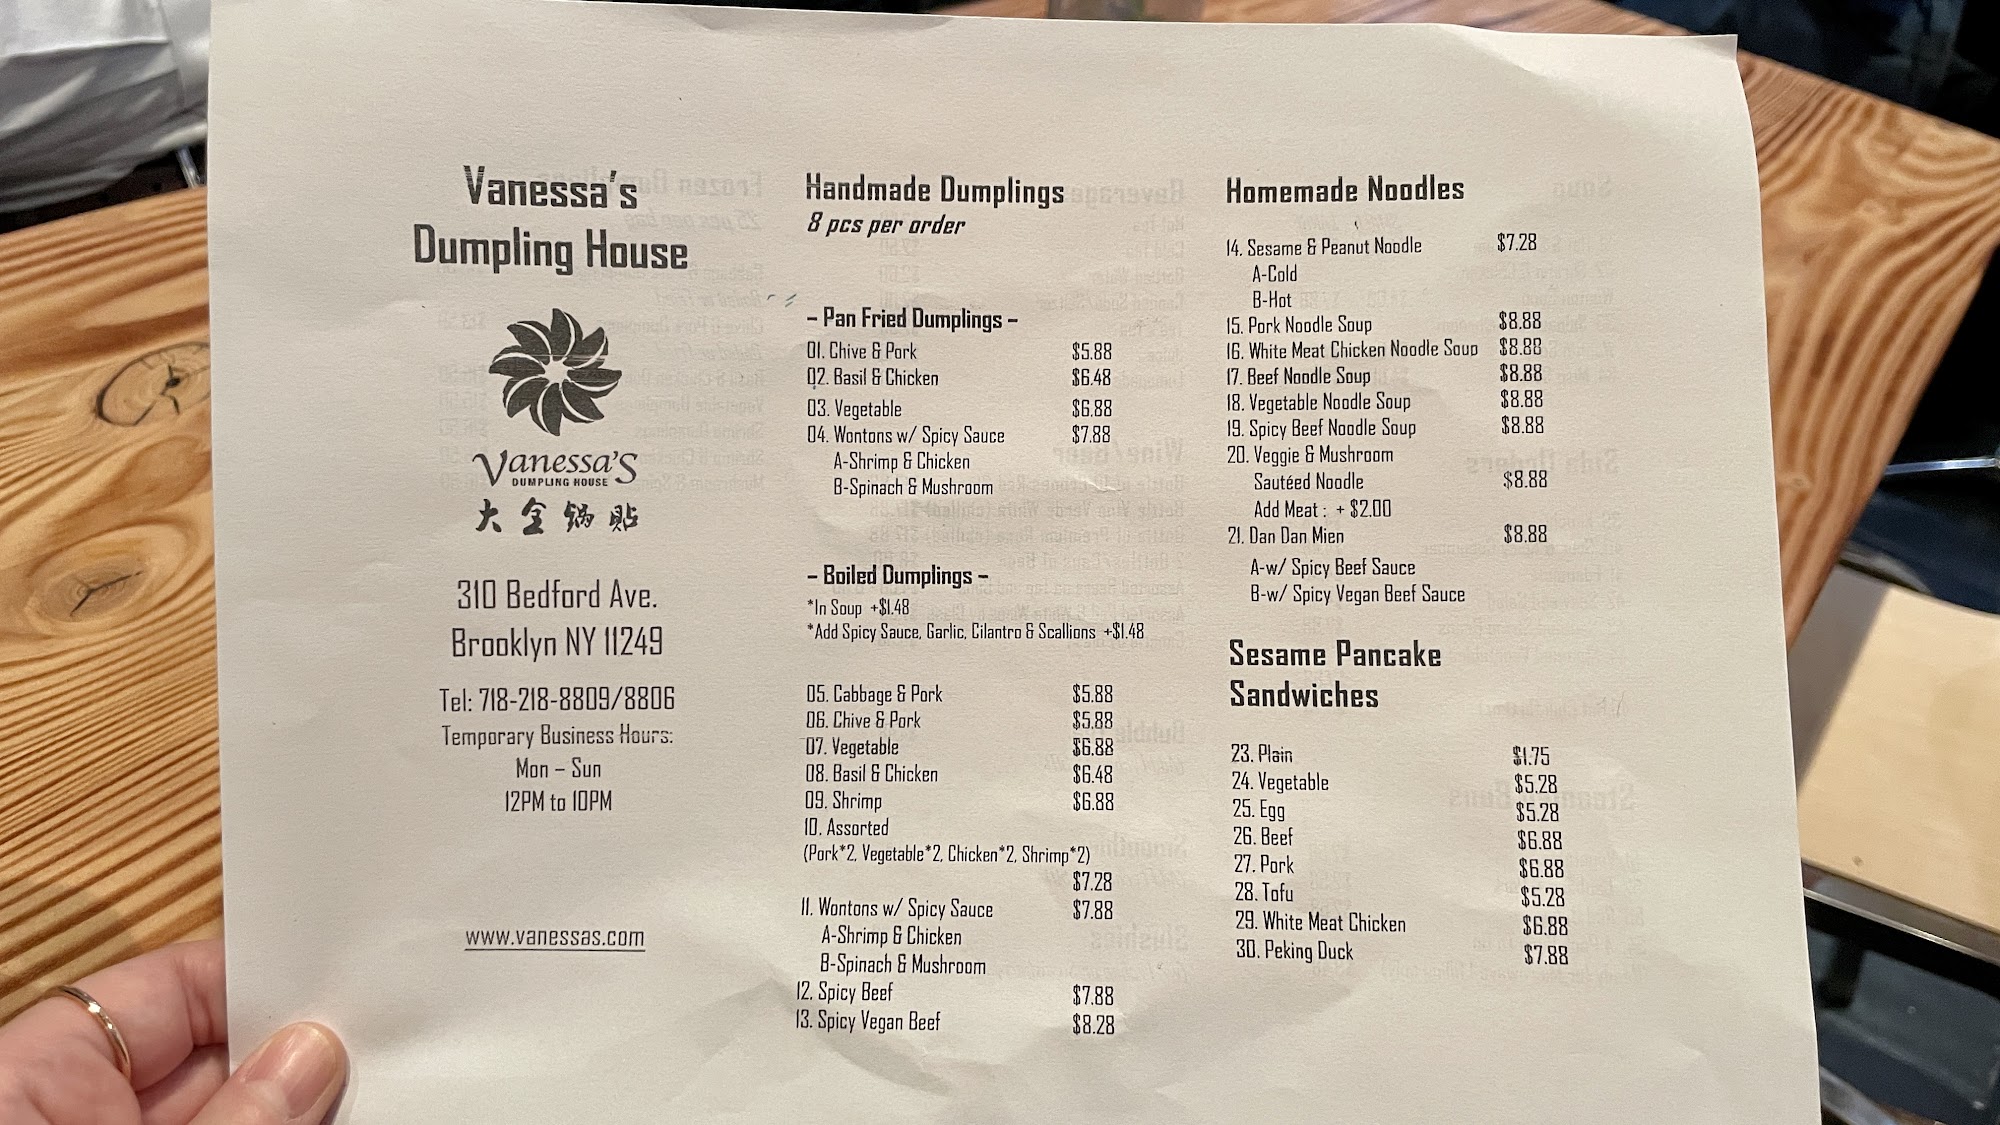 Vanessa's
Dumpling House
Vanessa's
DUMPLING HOUSE
大全锅贴
310 Bedford Ave.
Brooklyn NY 11249
Tel: 718-218-8809/8806
Temporary Business Hours:
Mon – Sun
12PM to 10PM
www.vanessas.com
Handmade Dumplings
8 pcs per order
– Pan Fried Dumplings –
01. Chive & Pork $5.88
02. Basil & Chicken $6.48
03. Vegetable $6.88
04. Wontons w/ Spicy Sauce $7.88
A-Shrimp & Chicken
B-Spinach & Mushroom
– Boiled Dumplings –
*In Soup +$1.48
*Add Spicy Sauce, Garlic, Cilantro & Scallions +$1.48
05. Cabbage & Pork $5.88
06. Chive & Pork $5.88
07. Vegetable $6.88
08. Basil & Chicken $6.48
09. Shrimp $6.88
10. Assorted
(Pork*2, Vegetable*2, Chicken*2, Shrimp*2)
$7.28
11. Wontons w/ Spicy Sauce $7.88
A-Shrimp & Chicken
B-Spinach & Mushroom
12. Spicy Beef $7.88
13. Spicy Vegan Beef $8.28
Homemade Noodles
14. Sesame & Peanut Noodle $7.28
A-Cold
B-Hot
15. Pork Noodle Soup $8.88
16. White Meat Chicken Noodle Soup $8.88
17. Beef Noodle Soup $8.88
18. Vegetable Noodle Soup $8.88
19. Spicy Beef Noodle Soup $8.88
20. Veggie & Mushroom
Sautéed Noodle $8.88
Add Meat : + $2.00
21. Dan Dan Mien $8.88
A-w/ Spicy Beef Sauce
B-w/ Spicy Vegan Beef Sauce
Sesame Pancake
Sandwiches
23. Plain $1.75
24. Vegetable $5.28
25. Egg $5.28
26. Beef $6.88
27. Pork $6.88
28. Tofu $5.28
29. White Meat Chicken $6.88
30. Peking Duck $7.88